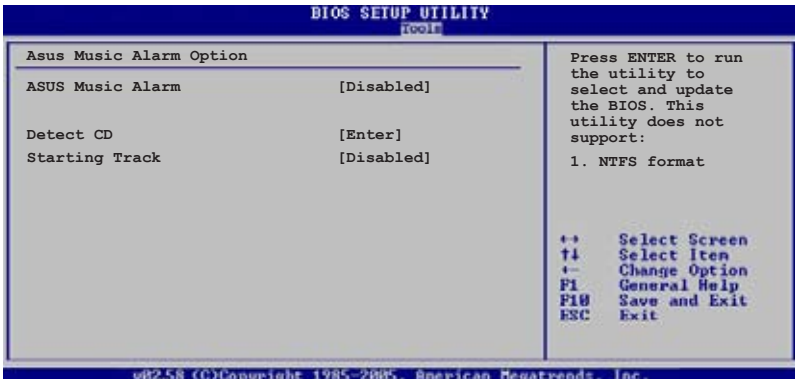 BIOS SETUP UTILITY
Tools
Asus Music Alarm Option
ASUS Music Alarm [Disabled]
Detect CD [Enter]
Starting Track [Disabled]
Press ENTER to run
the utility to
select and update
the BIOS. This
utility does not
support:
1. NTFS format
←→ Select Screen
↑↓ Select Item
←─ Change Option
F1 General Help
F10 Save and Exit
ESC Exit
v02.58 (C)Copyright 1985-2005, American Megatrends, Inc.